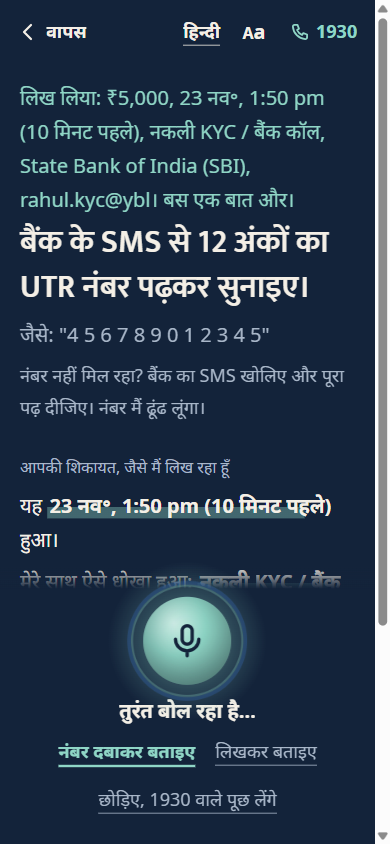 वापस
हिन्दी
Aa
1930
लिख लिया: ₹5,000, 23 नव॰, 1:50 pm
(10 मिनट पहले), नकली KYC / बैंक कॉल,
State Bank of India (SBI),
rahul.kyc@ybl। बस एक बात और।
बैंक के SMS से 12 अंकों का
UTR नंबर पढ़कर सुनाइए।
जैसे: "4 5 6 7 8 9 0 1 2 3 4 5"
नंबर नहीं मिल रहा? बैंक का SMS खोलिए और पूरा
पढ़ दीजिए। नंबर मैं ढूंढ लूंगा।
आपकी शिकायत, जैसे मैं लिख रहा हूँ
यह 23 नव॰, 1:50 pm (10 मिनट पहले)
हुआ।
मेरे साथ ऐसे धोखा हुआ: नकली KYC / बैंक
तुरंत बोल रहा है...
नंबर दबाकर बताइए
लिखकर बताइए
छोड़िए, 1930 वाले पूछ लेंगे